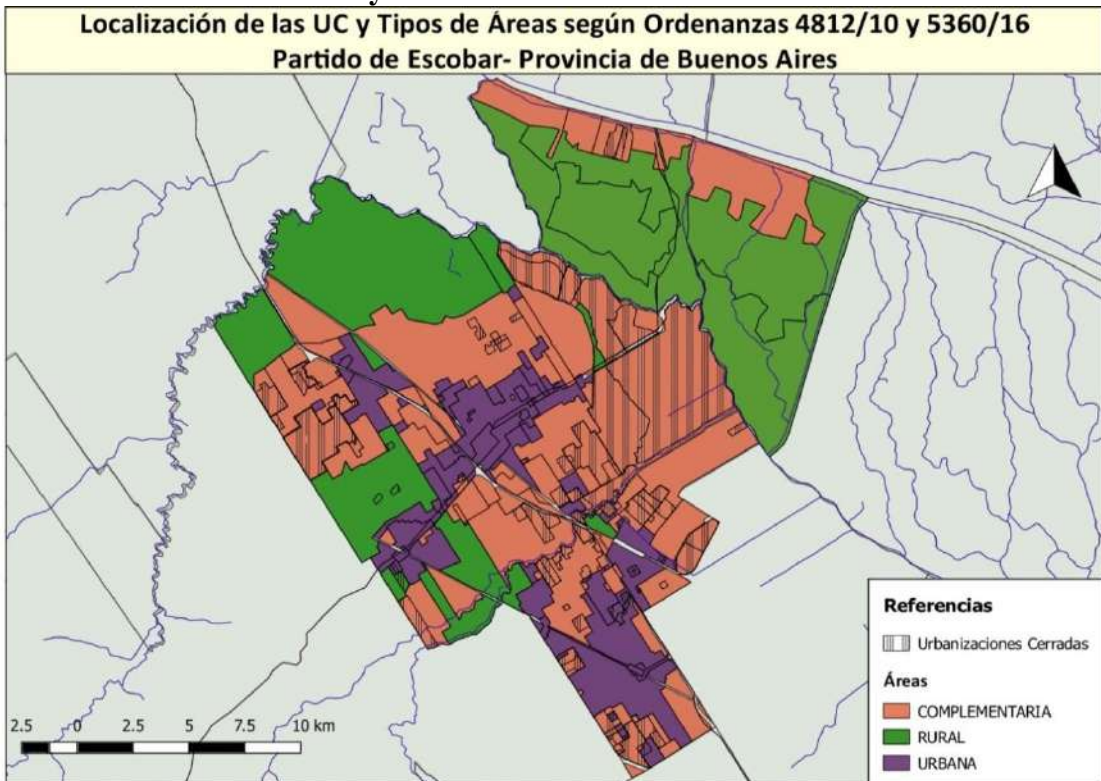 Localización de las UC y Tipos de Áreas según Ordenanzas 4812/10 y 5360/16
Partido de Escobar- Provincia de Buenos Aires
Referencias
Urbanizaciones Cerradas
Áreas
COMPLEMENTARIA
RURAL
URBANA
2.5 0 2.5 5 7.5 10 km